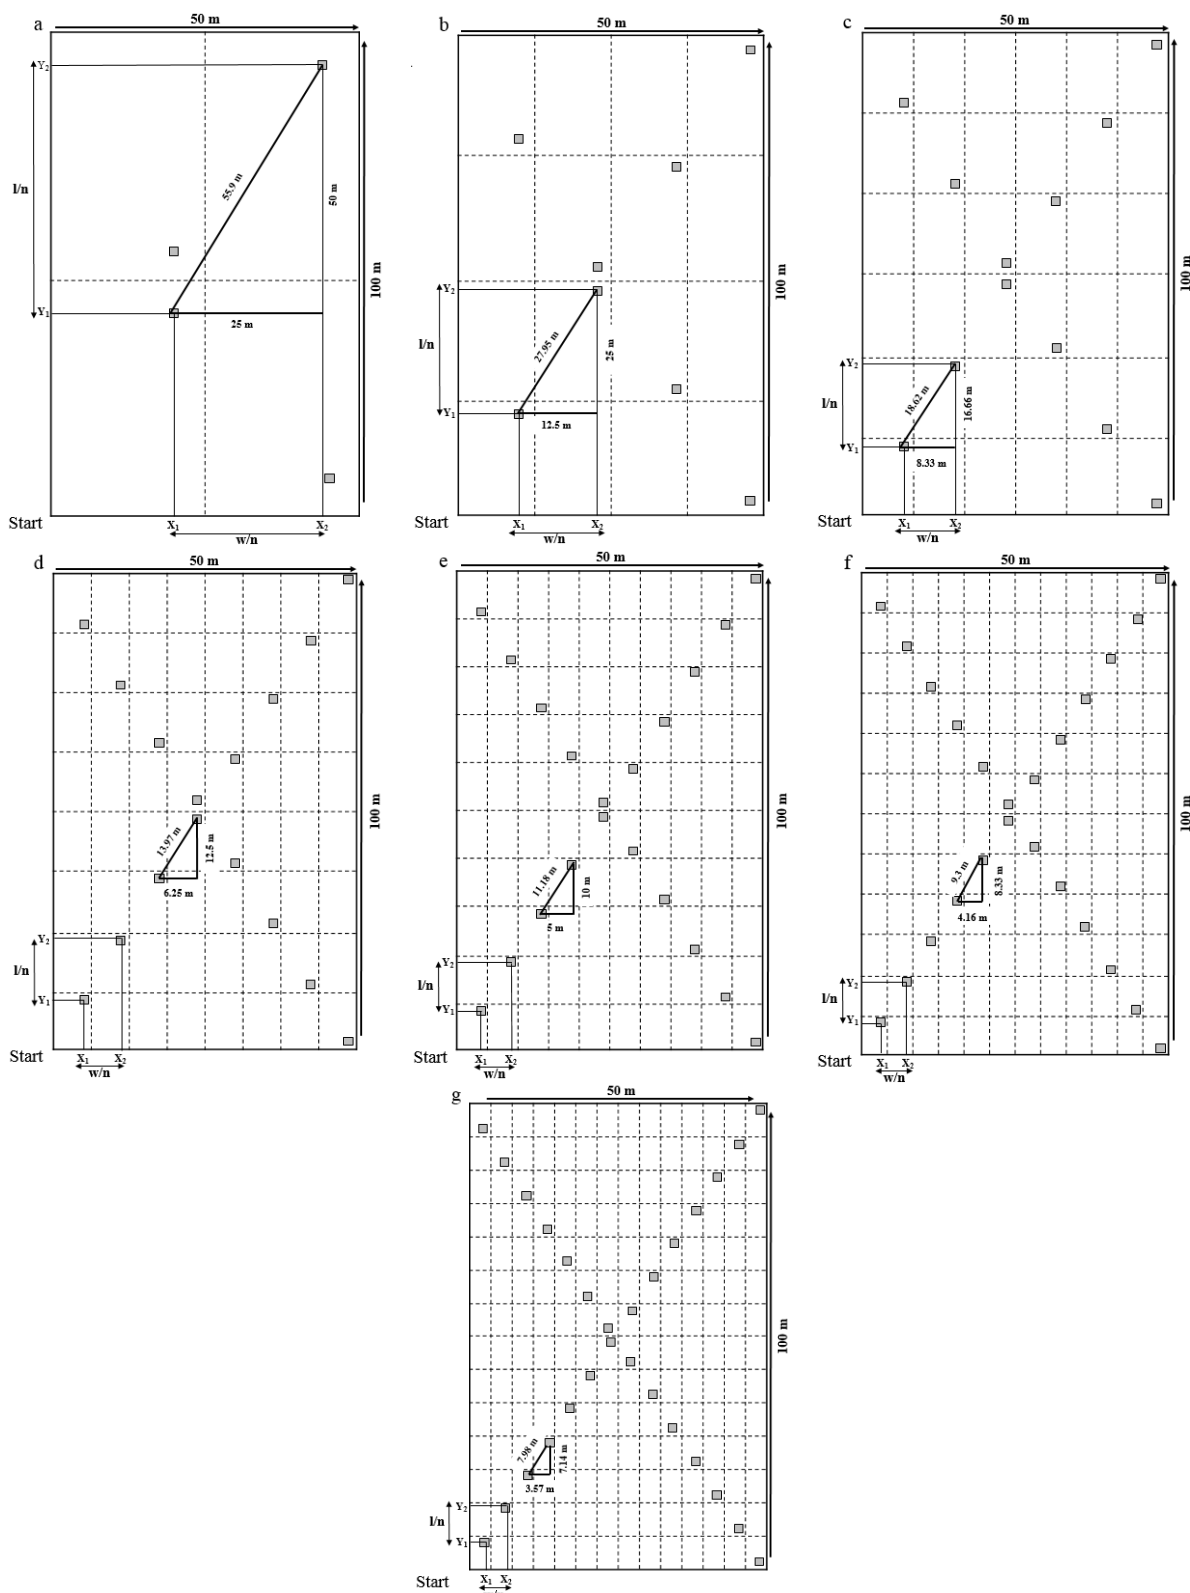 a
50 m
Y₂
55.9 m
l/n
50 m
100 m
Y₁
25 m
Start
X₁
X₂
w/n
b
50 m
Y₂
27.95 m
l/n
25 m
100 m
Y₁
12.5 m
Start
X₁
X₂
w/n
c
50 m
Y₂
18.62 m
l/n
16.66 m
100 m
Y₁
8.33 m
Start
X₁
X₂
w/n
d
50 m
13.97 m
12.5 m
100 m
6.25 m
Y₂
l/n
Y₁
Start
X₁
X₂
w/n
e
50 m
11.18 m
10 m
100 m
5 m
Y₂
l/n
Y₁
Start
X₁
X₂
w/n
f
50 m
9.3 m
8.33 m
100 m
4.16 m
Y₂
l/n
Y₁
Start
X₁
X₂
w/n
g
50 m
100 m
7.98 m
7.14 m
3.57 m
Y₂
l/n
Y₁
Start
X₁
X₂